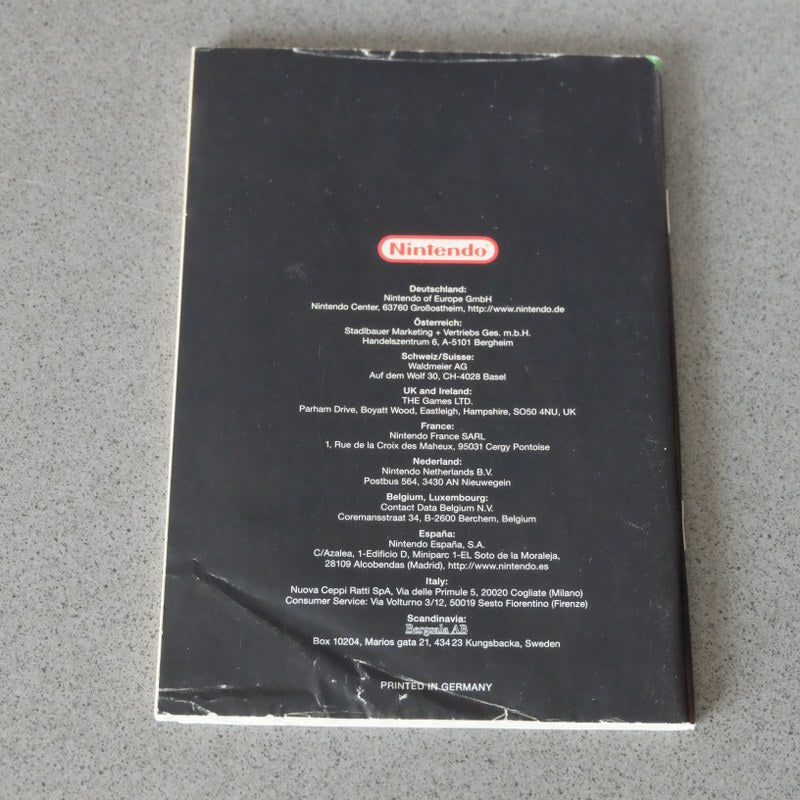 Nintendo®
Deutschland:
Nintendo of Europe GmbH
Nintendo Center, 63760 Großostheim, http://www.nintendo.de
Österreich:
Stadlbauer Marketing + Vertriebs Ges. m.b.H.
Handelszentrum 6, A-5101 Bergheim
Schweiz/Suisse:
Waldmeier AG
Auf dem Wolf 30, CH-4028 Basel
UK and Ireland:
THE Games LTD.
Parham Drive, Boyatt Wood, Eastleigh, Hampshire, SO50 4NU, UK
France:
Nintendo France SARL
1, Rue de la Croix des Maheux, 95031 Cergy Pontoise
Nederland:
Nintendo Netherlands B.V.
Postbus 564, 3430 AN Nieuwegein
Belgium, Luxembourg:
Contact Data Belgium N.V.
Coremansstraat 34, B-2600 Berchem, Belgium
España:
Nintendo España, S.A.
C/Azalea, 1-Edificio D, Miniparc 1-EL Soto de la Moraleja,
28109 Alcobendas (Madrid), http://www.nintendo.es
Italy:
Nuova Ceppi Ratti SpA, Via delle Primule 5, 20020 Cogliate (Milano)
Consumer Service: Via Volturno 3/12, 50019 Sesto Fiorentino (Firenze)
Scandinavia:
Bergsala AB
Box 10204, Marios gata 21, 434 23 Kungsbacka, Sweden
PRINTED IN GERMANY